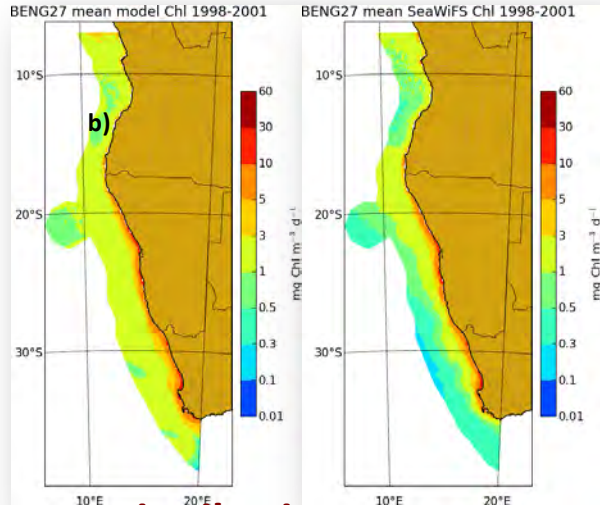 BENG27 mean model Chl 1998-2001
10°S
20°S
30°S
10°E
20°E
b)
60
30
10
5
3
1
0.5
0.3
0.1
0.01
mg Chl m⁻³ d⁻¹
BENG27 mean SeaWiFS Chl 1998-2001
10°S
20°S
30°S
10°E
20°E
60
30
10
5
3
1
0.5
0.3
0.1
0.01
mg Chl m⁻³ d⁻¹